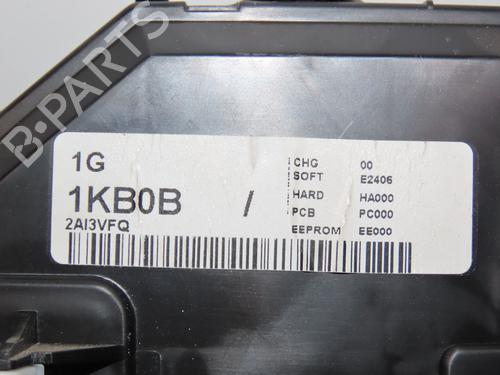 B-PARTS
1G
1KB0B /
2AI3VFQ
CHG 00
SOFT E2406
HARD HA000
PCB PC000
EEPROM EE000